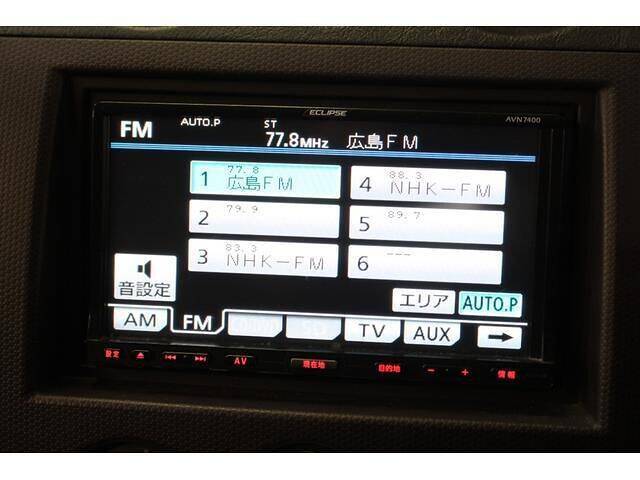 ECLIPSE
AVN7400
FM AUTO.P ST 77.8MHz 広島FM
1 77.8 広島FM
4 88.3 NHK-FM
2 79.9
5 89.7
3 83.3 NHK-FM
6 ---
音設定
エリア AUTO.P
AM FM SD TV AUX
設定 AV 現在地 目的地 - + 情報